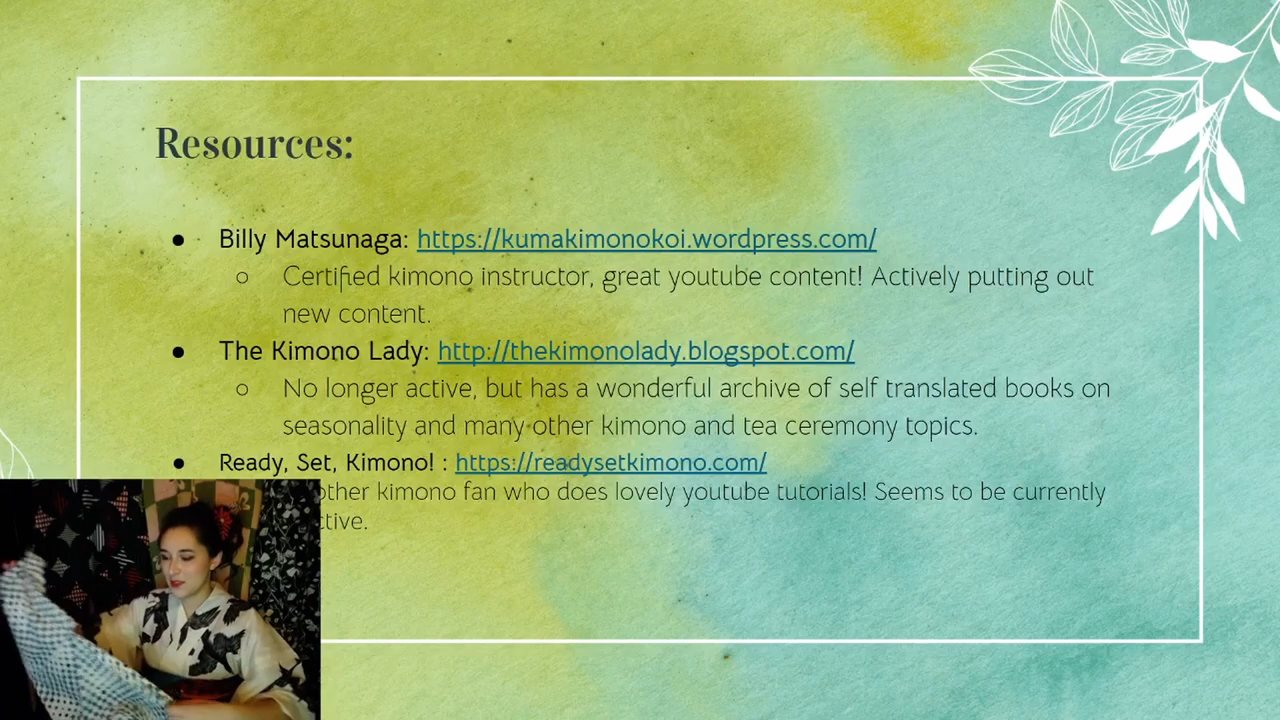 Resources:
● Billy Matsunaga: https://kumakimonokoi.wordpress.com/
○ Certified kimono instructor, great youtube content! Actively putting out
new content.
● The Kimono Lady: http://thekimonolady.blogspot.com/
○ No longer active, but has a wonderful archive of self translated books on
seasonality and many other kimono and tea ceremony topics.
● Ready, Set, Kimono! : https://readysetkimono.com/
other kimono fan who does lovely youtube tutorials! Seems to be currently
ctive.